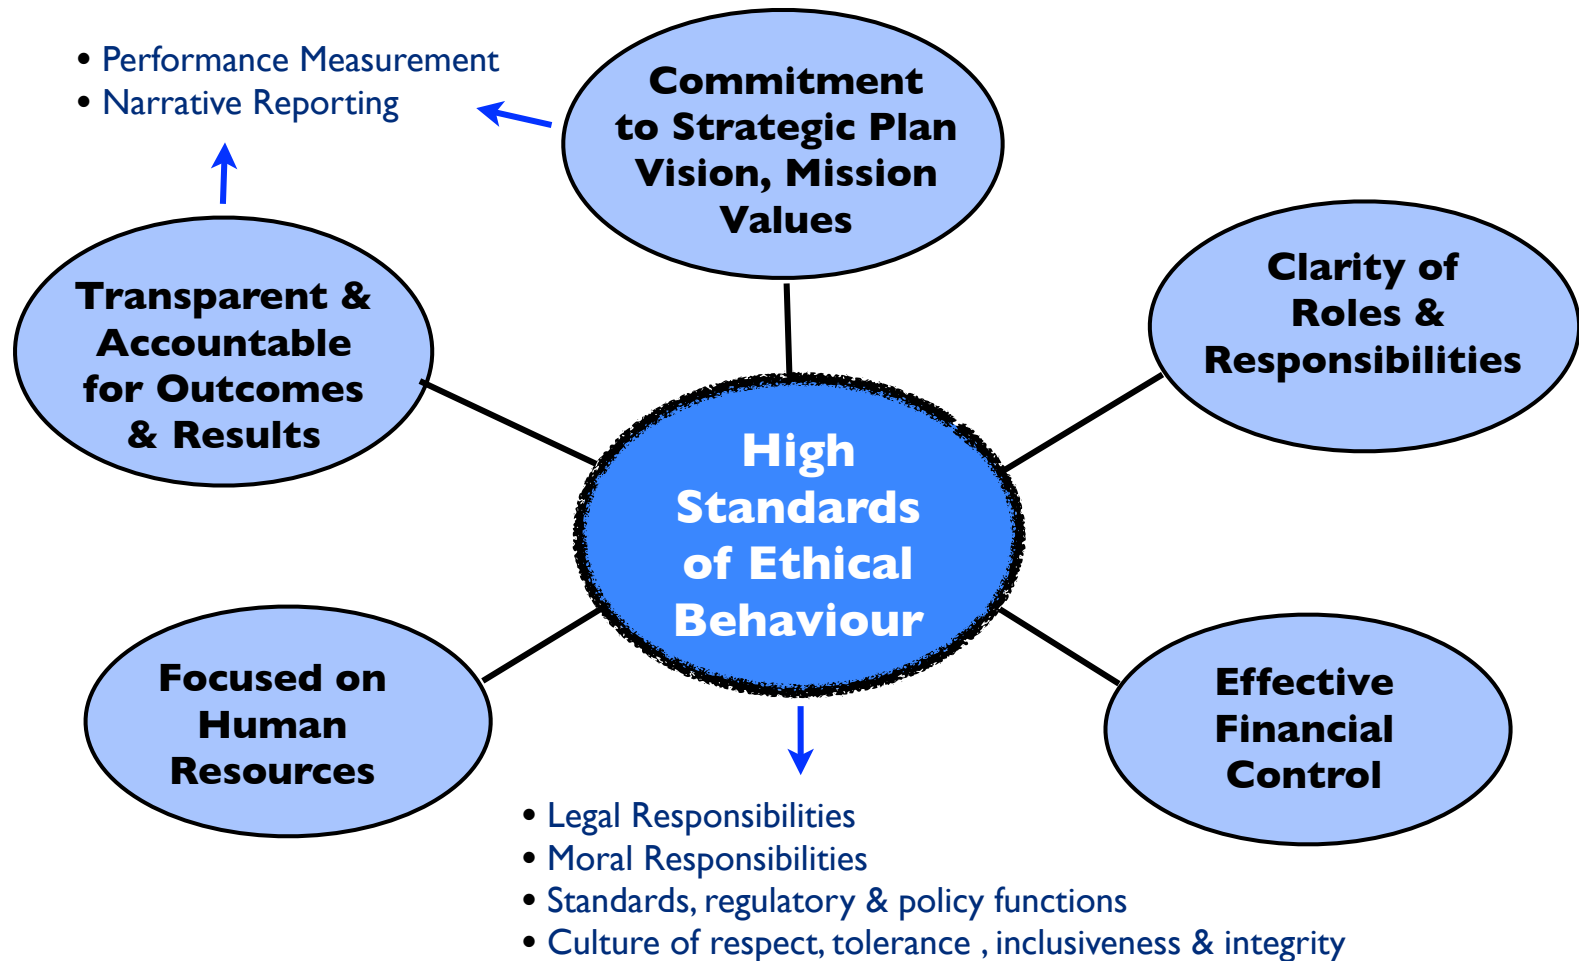 • Performance Measurement
• Narrative Reporting
Commitment
to Strategic Plan
Vision, Mission
Values
Transparent &
Accountable
for Outcomes
& Results
Clarity of
Roles &
Responsibilities
High
Standards
of Ethical
Behaviour
Focused on
Human
Resources
Effective
Financial
Control
• Legal Responsibilities
• Moral Responsibilities
• Standards, regulatory & policy functions
• Culture of respect, tolerance , inclusiveness & integrity